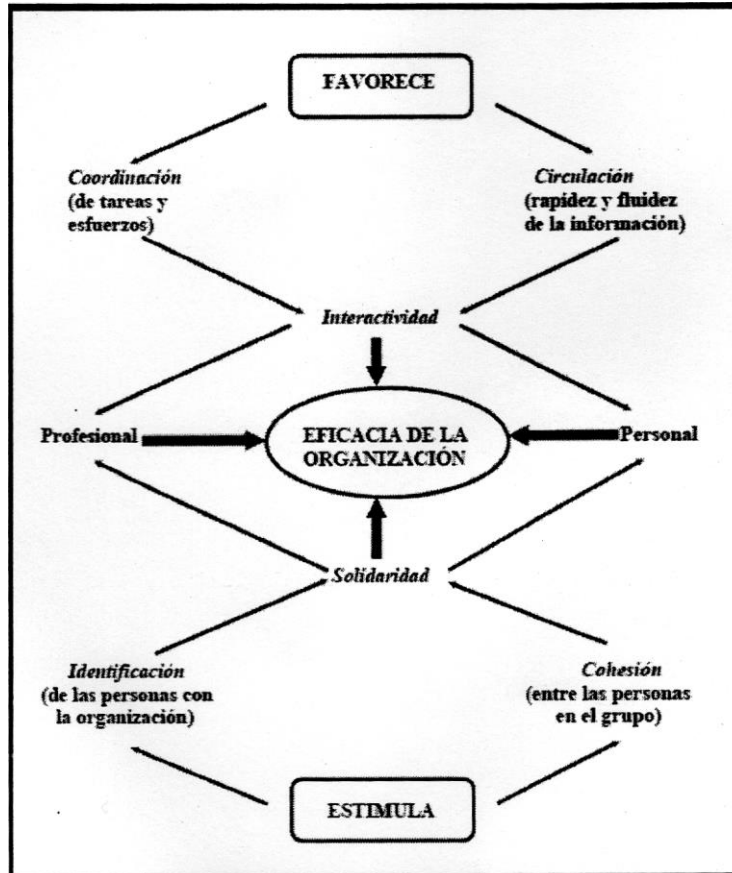 FAVORECE
Coordinación
(de tareas y
esfuerzos)
Circulación
(rapidez y fluidez
de la información)
Interactividad
Profesional
EFICACIA DE LA
ORGANIZACIÓN
Personal
Solidaridad
Identificación
(de las personas con
la organización)
Cohesión
(entre las personas
en el grupo)
ESTIMULA